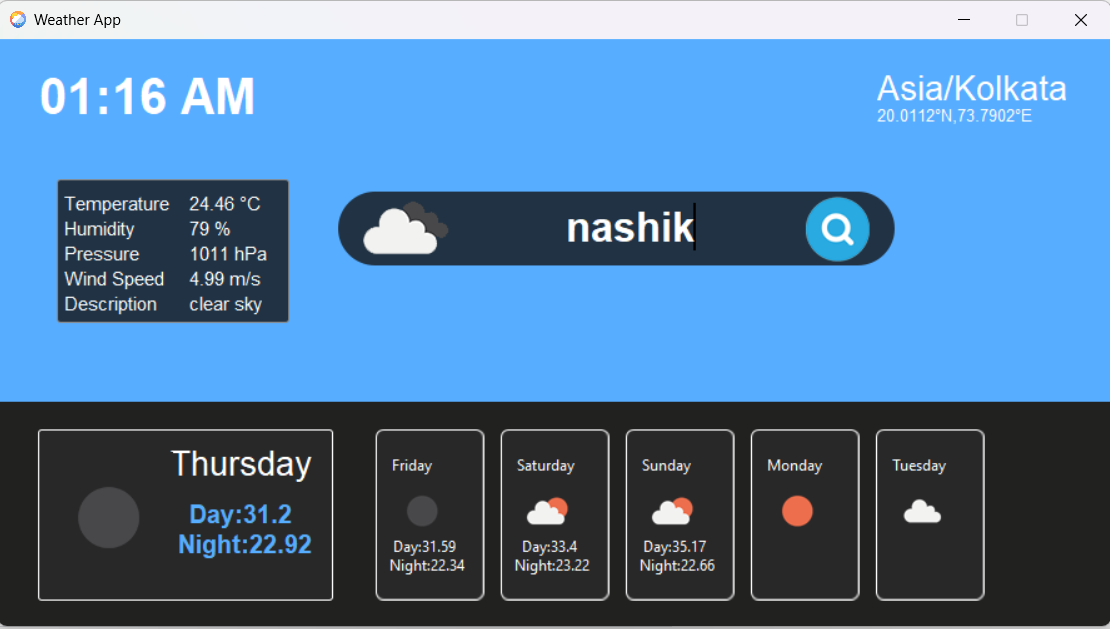 Weather App
01:16 AM
Asia/Kolkata
20.0112°N,73.7902°E
Temperature 24.46 °C
Humidity 79 %
Pressure 1011 hPa
Wind Speed 4.99 m/s
Description clear sky
nashik
Thursday
Day:31.2
Night:22.92
Friday
Day:31.59
Night:22.34
Saturday
Day:33.4
Night:23.22
Sunday
Day:35.17
Night:22.66
Monday
Tuesday